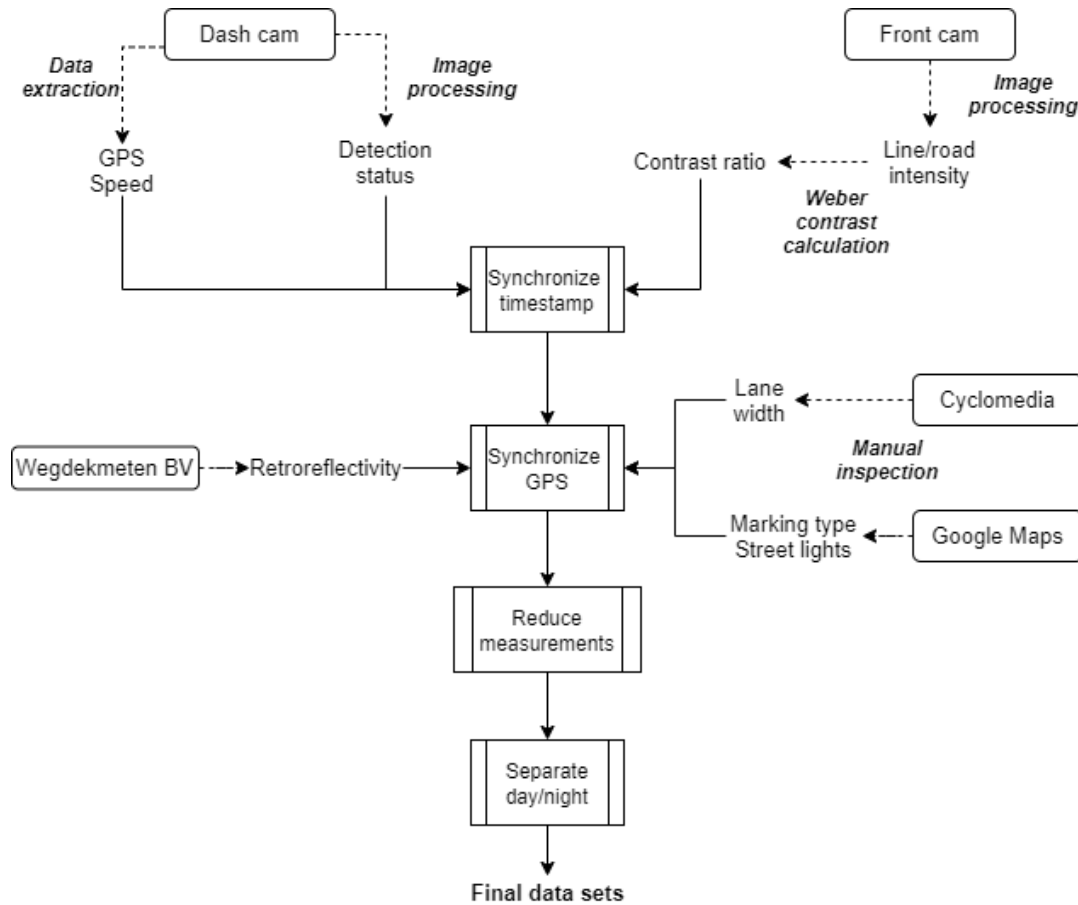 Dash cam
Front cam
Data
extraction
Image
processing
Image
processing
GPS
Speed
Detection
status
Contrast ratio
Line/road
intensity
Weber
contrast
calculation
Synchronize
timestamp
Lane
width
Cyclomedia
Wegdekmeten BV
Retroreflectivity
Synchronize
GPS
Manual
inspection
Marking type
Street lights
Google Maps
Reduce
measurements
Separate
day/night
Final data sets